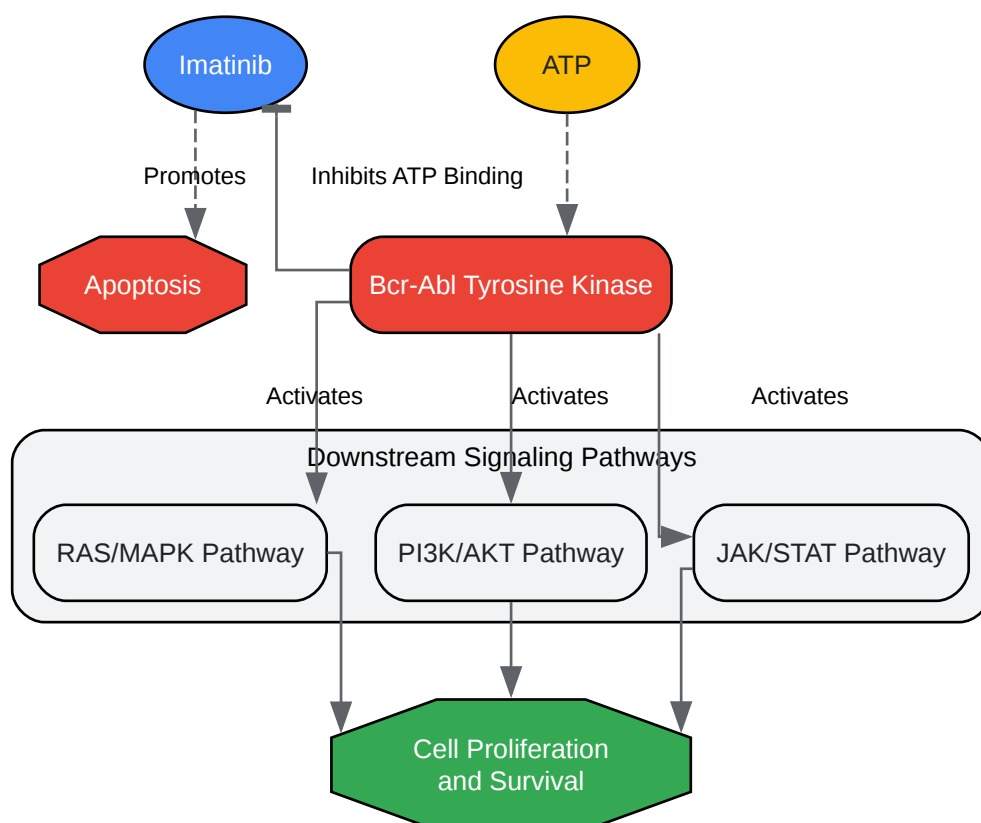 Imatinib
ATP
Promotes
Inhibits ATP Binding
Apoptosis
Bcr-Abl Tyrosine Kinase
Activates
Activates
Activates
Downstream Signaling Pathways
RAS/MAPK Pathway
PI3K/AKT Pathway
JAK/STAT Pathway
Cell Proliferation
and Survival